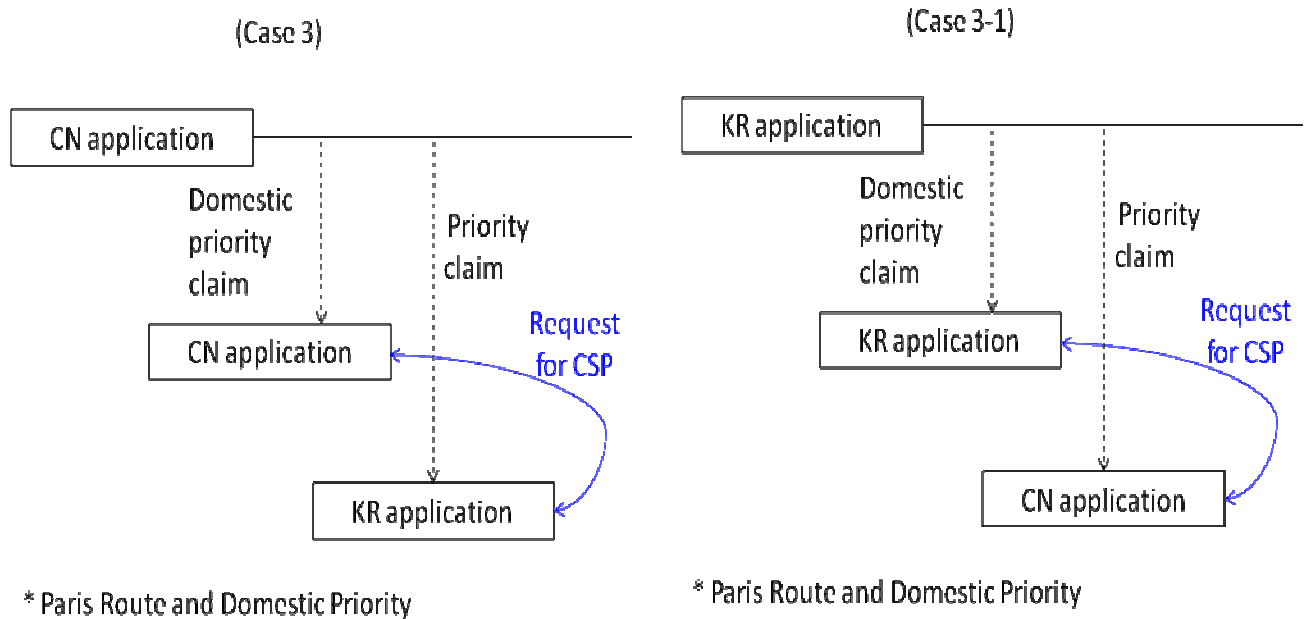 (Case 3)
CN application
Domestic
priority
claim
Priority
claim
CN application
Request
for CSP
KR application
* Paris Route and Domestic Priority
(Case 3-1)
KR application
Domestic
priority
claim
Priority
claim
KR application
Request
for CSP
CN application
* Paris Route and Domestic Priority